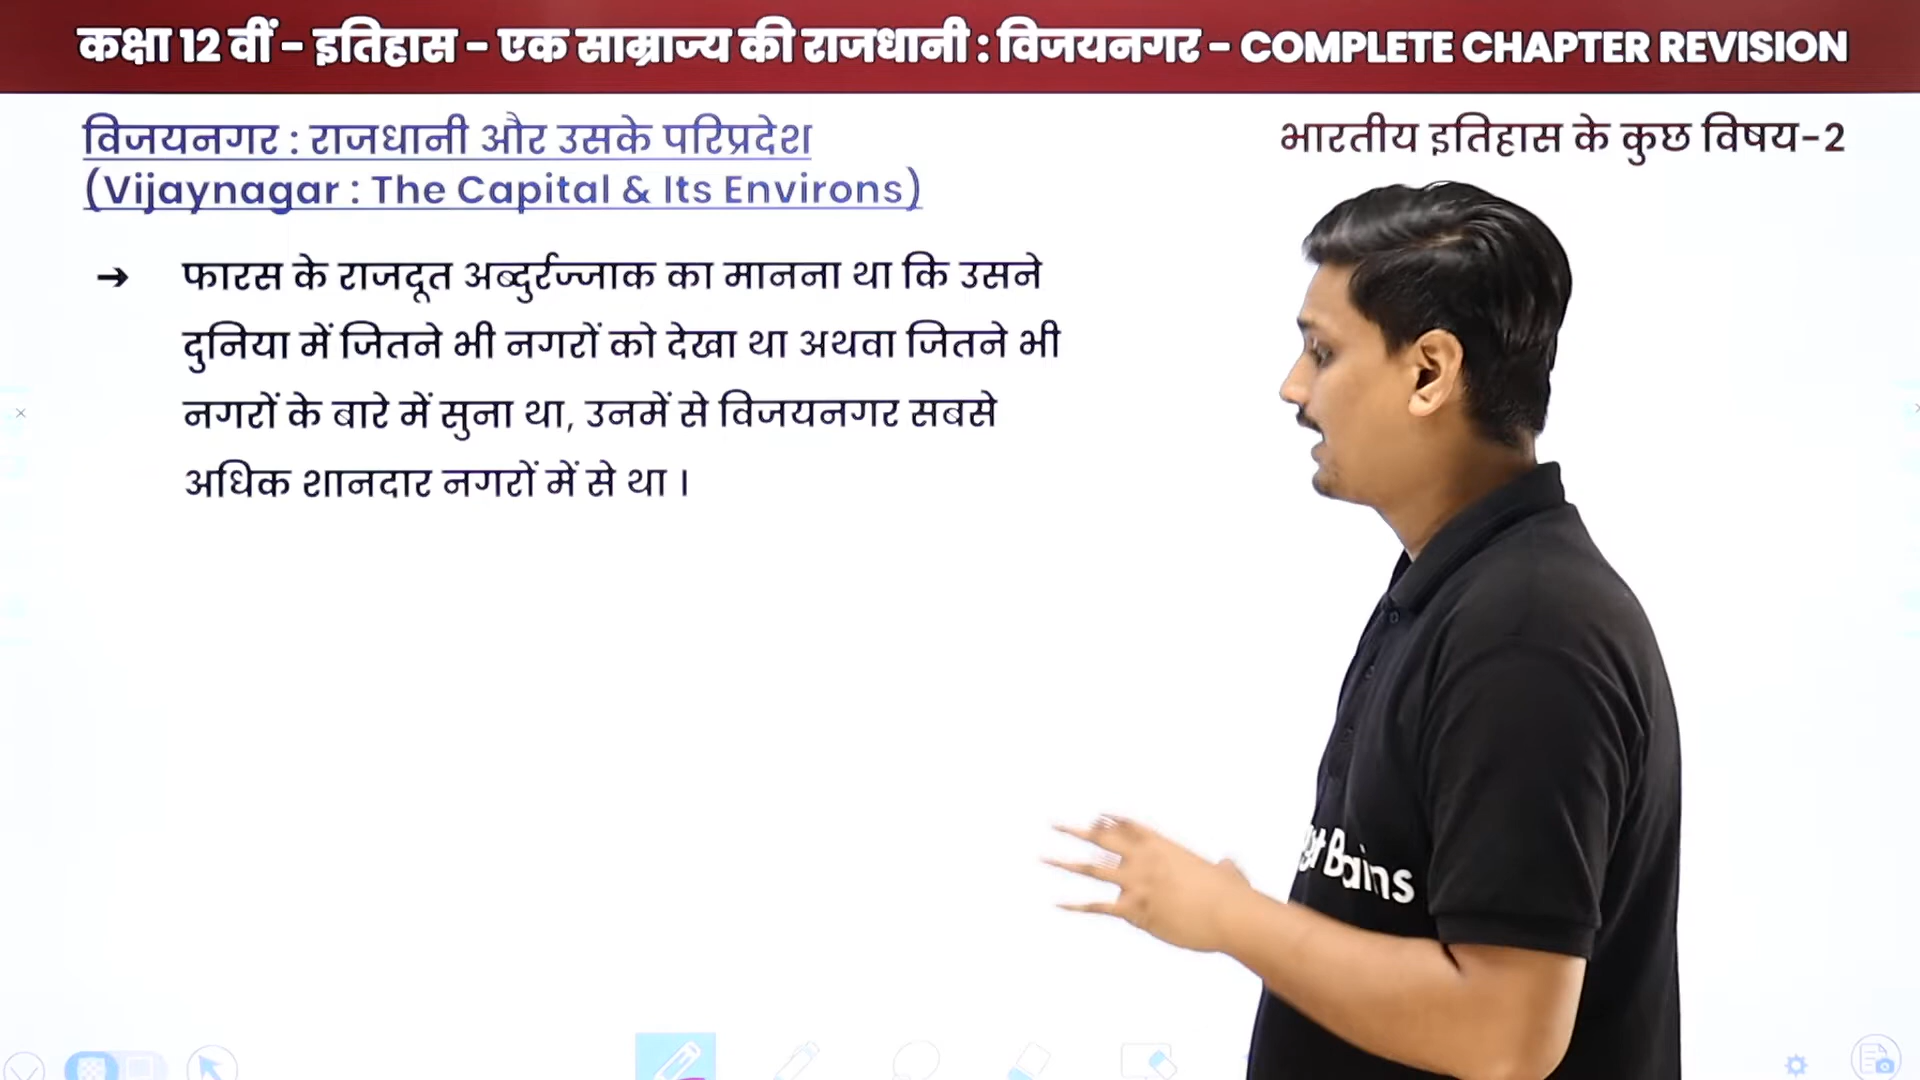 कक्षा 12 वीं - इतिहास - एक साम्राज्य की राजधानी : विजयनगर - COMPLETE CHAPTER REVISION
विजयनगर : राजधानी और उसके परिप्रदेश
(Vijaynagar : The Capital & Its Environs)
भारतीय इतिहास के कुछ विषय-2
➔ फारस के राजदूत अब्दुर्रज्जाक का मानना था कि उसने
दुनिया में जितने भी नगरों को देखा था अथवा जितने भी
नगरों के बारे में सुना था, उनमें से विजयनगर सबसे
अधिक शानदार नगरों में से था ।
Bains